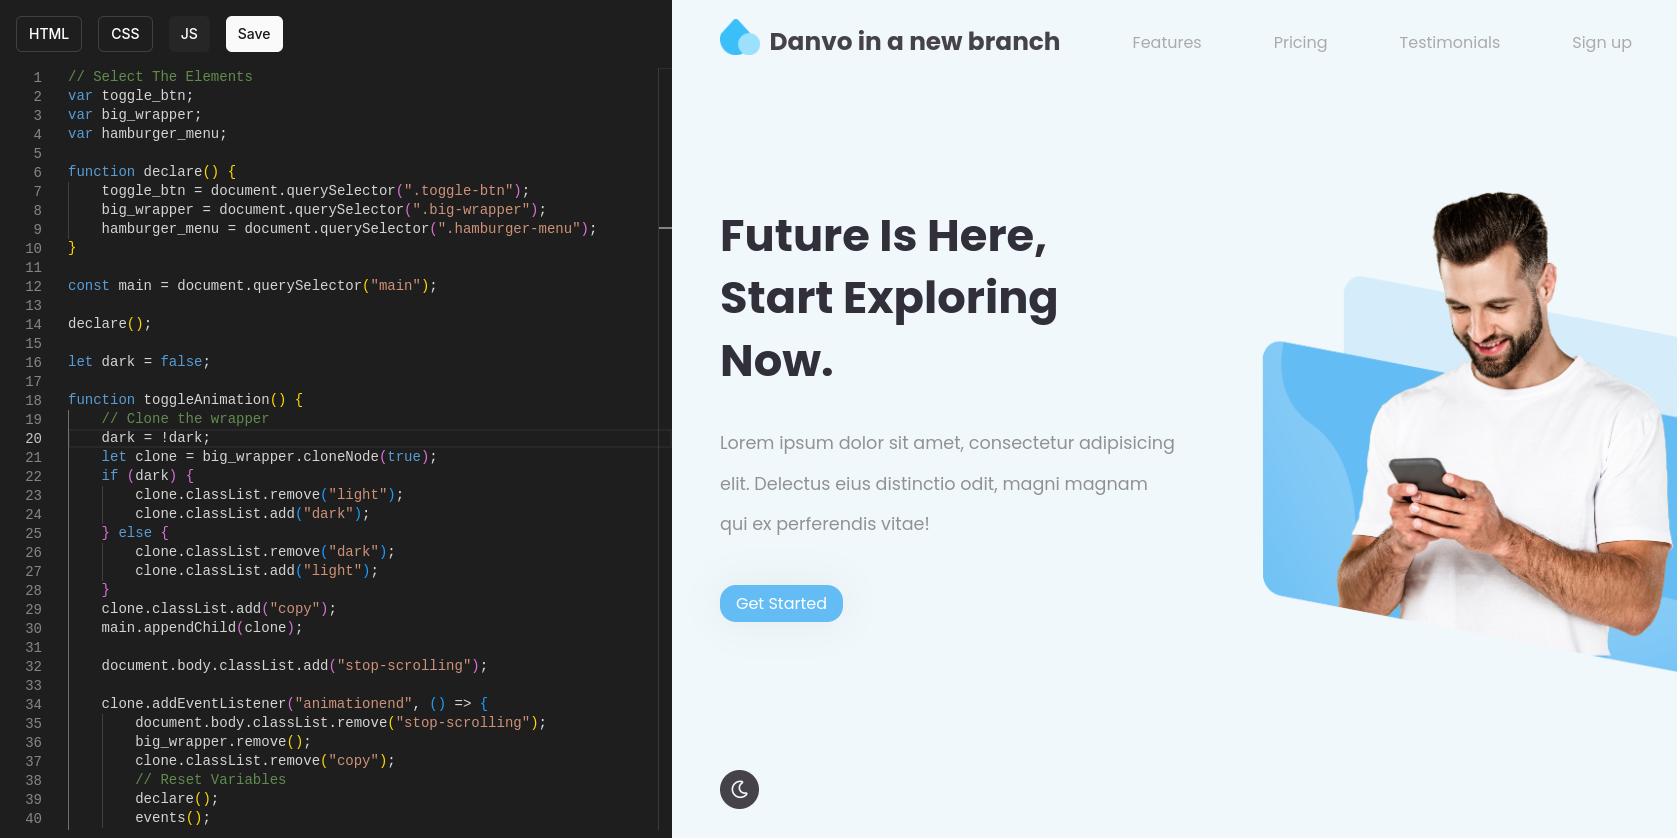 HTML CSS JS Save
1 // Select The Elements
2 var toggle_btn;
3 var big_wrapper;
4 var hamburger_menu;
5
6 function declare() {
7     toggle_btn = document.querySelector(".toggle-btn");
8     big_wrapper = document.querySelector(".big-wrapper");
9     hamburger_menu = document.querySelector(".hamburger-menu");
10 }
11
12 const main = document.querySelector("main");
13
14 declare();
15
16 let dark = false;
17
18 function toggleAnimation() {
19     // Clone the wrapper
20     dark = !dark;
21     let clone = big_wrapper.cloneNode(true);
22     if (dark) {
23         clone.classList.remove("light");
24         clone.classList.add("dark");
25     } else {
26         clone.classList.remove("dark");
27         clone.classList.add("light");
28     }
29     clone.classList.add("copy");
30     main.appendChild(clone);
31
32     document.body.classList.add("stop-scrolling");
33
34     clone.addEventListener("animationend", () => {
35         document.body.classList.remove("stop-scrolling");
36         big_wrapper.remove();
37         clone.classList.remove("copy");
38         // Reset Variables
39         declare();
40         events();
Danvo in a new branch
Features Pricing Testimonials Sign up
Future Is Here,
Start Exploring
Now.
Lorem ipsum dolor sit amet, consectetur adipisicing
elit. Delectus eius distinctio odit, magni magnam
qui ex perferendis vitae!
Get Started